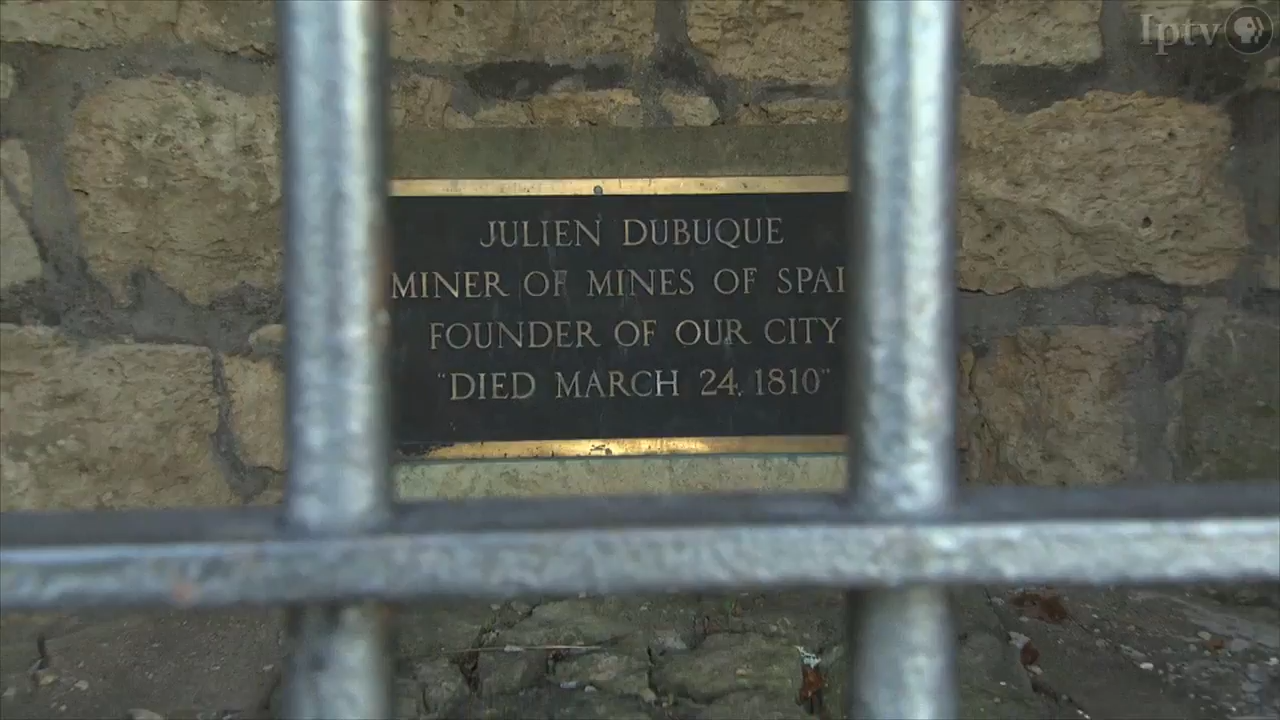 Iptv
JULIEN DUBUQUE
MINER OF MINES OF SPAI
FOUNDER OF OUR CITY
"DIED MARCH 24. 1810"